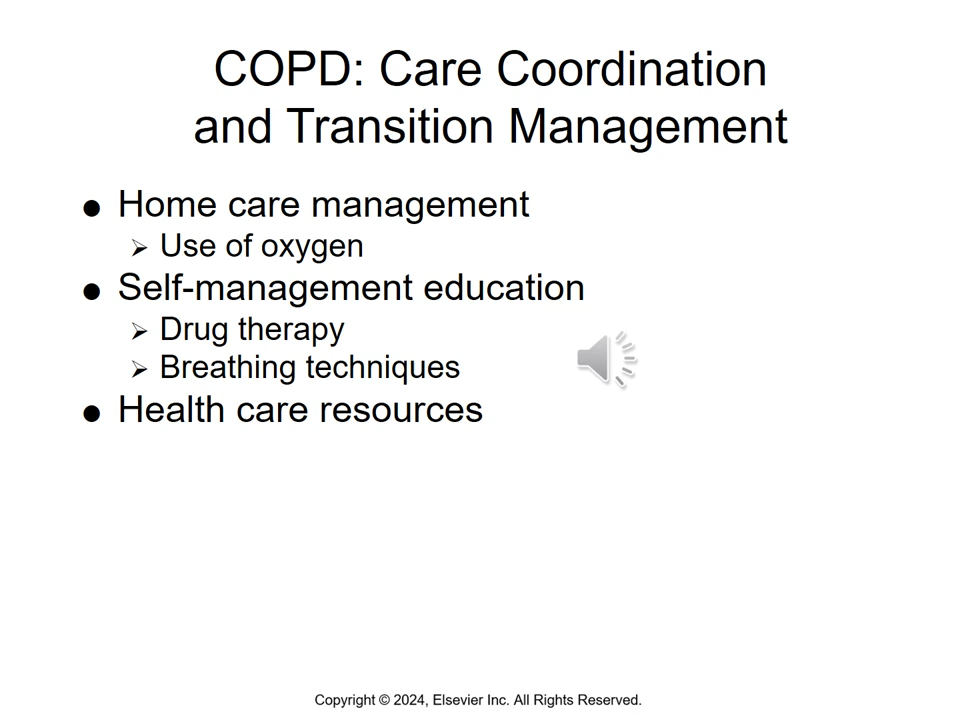 COPD: Care Coordination
and Transition Management
● Home care management
➢ Use of oxygen
● Self-management education
➢ Drug therapy
➢ Breathing techniques
● Health care resources
Copyright © 2024, Elsevier Inc. All Rights Reserved.